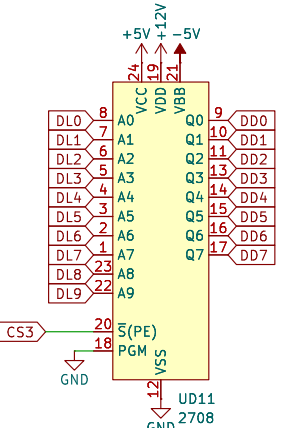 +5V +12V -5V
24 19 21
VCC VDD VBB
DL0 8 A0 Q0 9 DD0
DL1 7 A1 Q1 10 DD1
DL2 6 A2 Q2 11 DD2
DL3 5 A3 Q3 13 DD3
DL4 4 A4 Q4 14 DD4
DL5 3 A5 Q5 15 DD5
DL6 2 A6 Q6 16 DD6
DL7 1 A7 Q7 17 DD7
DL8 23 A8
DL9 22 A9
CS3 20 S̅(PE)
18 PGM
GND
VSS
12
GND
UD11
2708